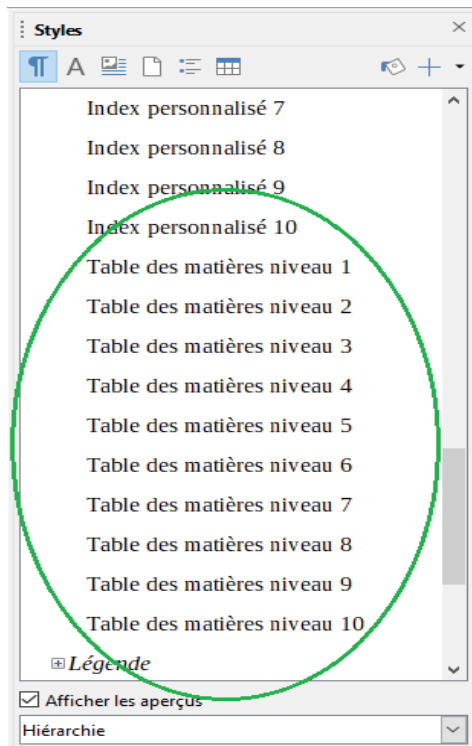 Styles
Index personnalisé 7
Index personnalisé 8
Index personnalisé 9
Index personnalisé 10
Table des matières niveau 1
Table des matières niveau 2
Table des matières niveau 3
Table des matières niveau 4
Table des matières niveau 5
Table des matières niveau 6
Table des matières niveau 7
Table des matières niveau 8
Table des matières niveau 9
Table des matières niveau 10
Légende
Afficher les aperçus
Hiérarchie